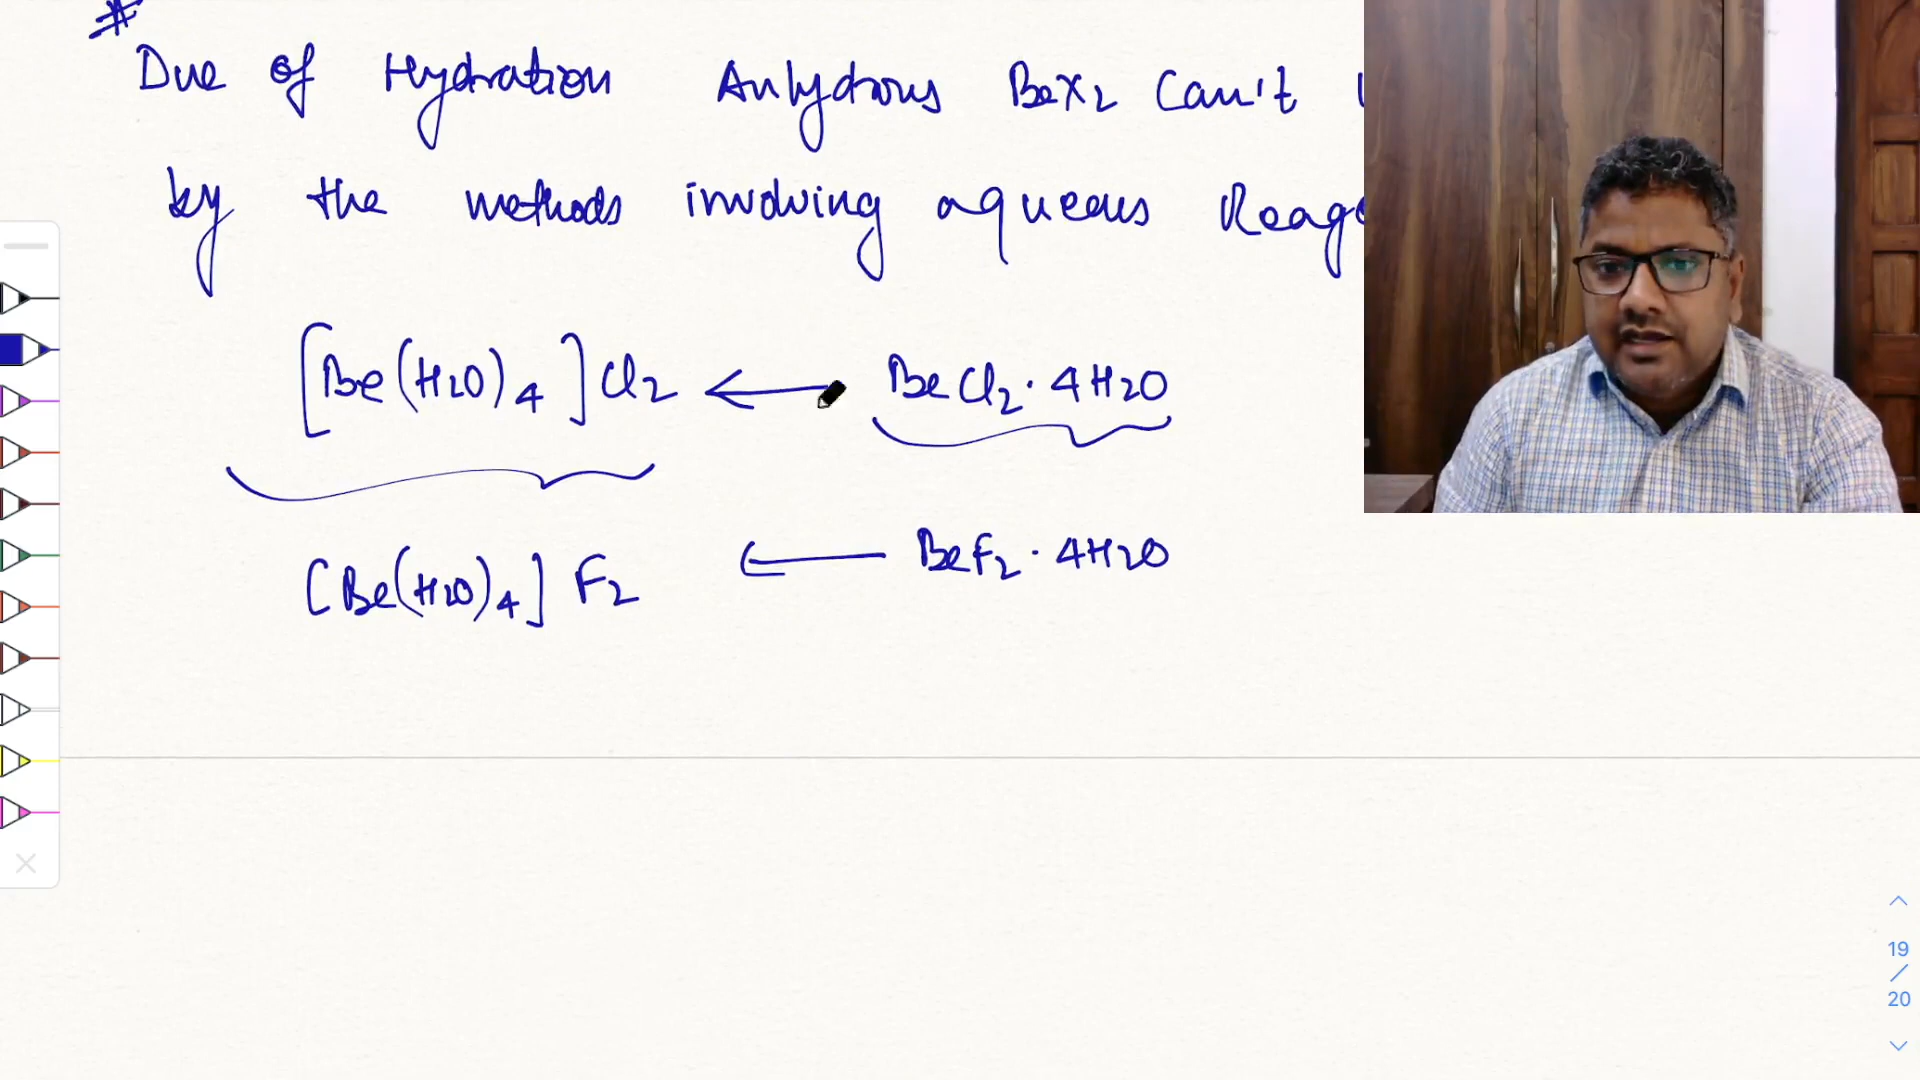 #
Due of Hydration Anhydrous BeX2 can't
by the methods involving aqueous
[Be(H2O)4]Cl2 ← BeCl2·4H2O
[Be(H2O)4] F2 ← BeF2·4H2O
19
/
20